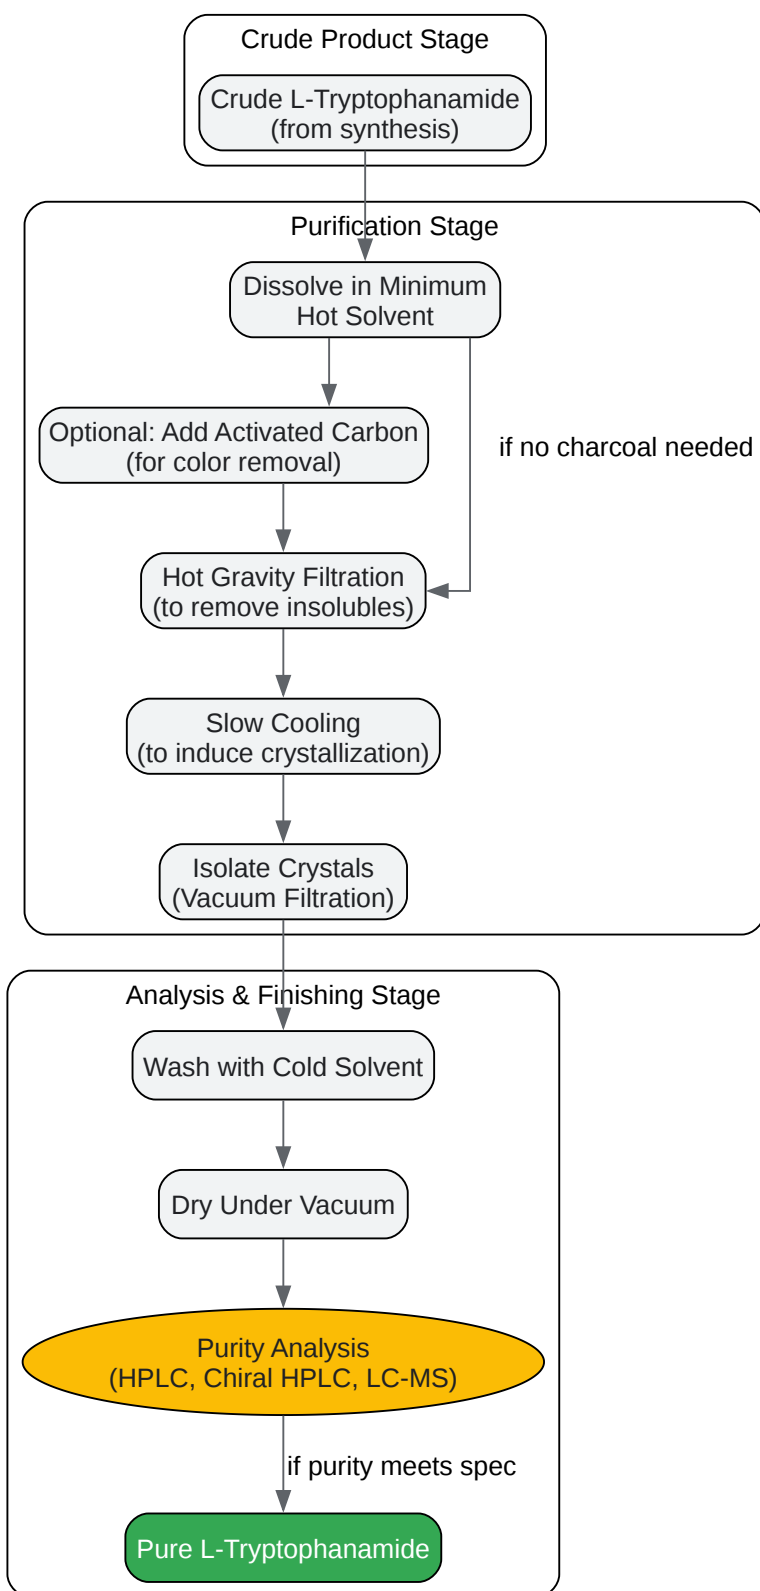 Crude Product Stage
Crude L-Tryptophanamide
(from synthesis)
Purification Stage
Dissolve in Minimum
Hot Solvent
Optional: Add Activated Carbon
(for color removal)
if no charcoal needed
Hot Gravity Filtration
(to remove insolubles)
Slow Cooling
(to induce crystallization)
Isolate Crystals
(Vacuum Filtration)
Analysis & Finishing Stage
Wash with Cold Solvent
Dry Under Vacuum
Purity Analysis
(HPLC, Chiral HPLC, LC-MS)
if purity meets spec
Pure L-Tryptophanamide